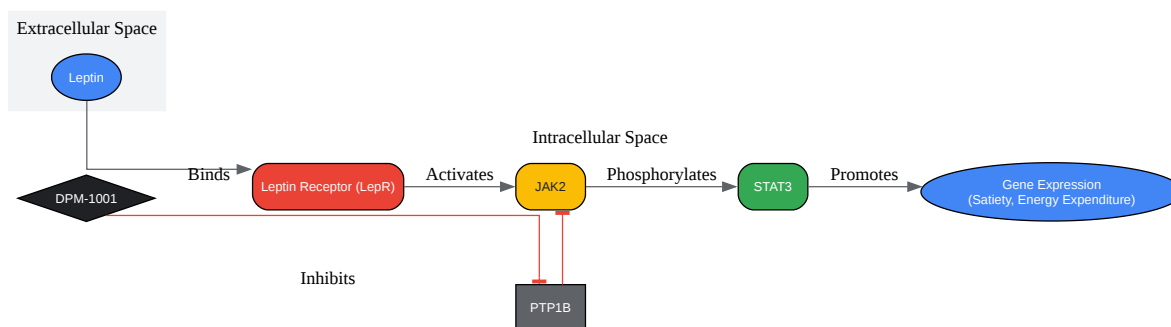 Extracellular Space
Leptin
Intracellular Space
Binds
Leptin Receptor (LepR)
Activates
JAK2
Phosphorylates
STAT3
Promotes
Gene Expression
(Satiety, Energy Expenditure)
DPM-1001
Inhibits
PTP1B